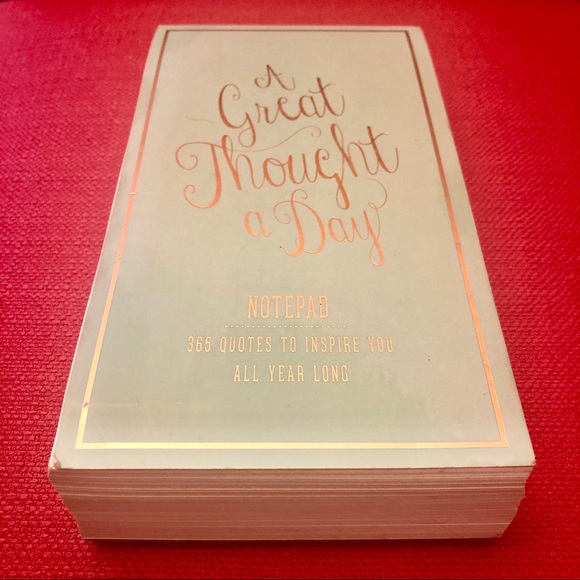 A
Great
Thought
a Day
NOTEPAD
365 QUOTES TO INSPIRE YOU
ALL YEAR LONG